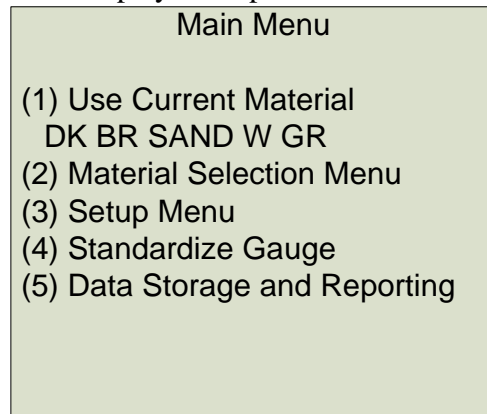 Main Menu
(1) Use Current Material
DK BR SAND W GR
(2) Material Selection Menu
(3) Setup Menu
(4) Standardize Gauge
(5) Data Storage and Reporting